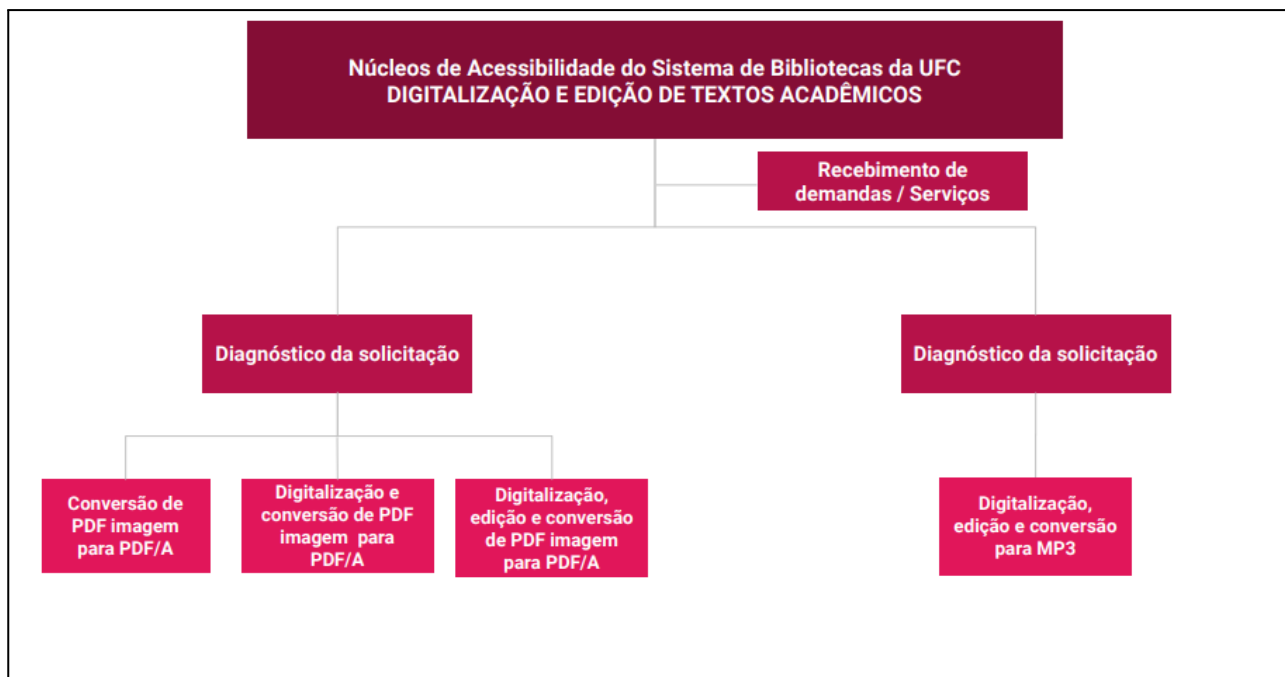 Núcleos de Acessibilidade do Sistema de Bibliotecas da UFC
DIGITALIZAÇÃO E EDIÇÃO DE TEXTOS ACADÊMICOS
Recebimento de
demandas / Serviços
Diagnóstico da solicitação
Diagnóstico da solicitação
Conversão de
PDF imagem
para PDF/A
Digitalização e
conversão de PDF
imagem para
PDF/A
Digitalização,
edição e conversão
de PDF imagem
para PDF/A
Digitalização,
edição e conversão
para MP3